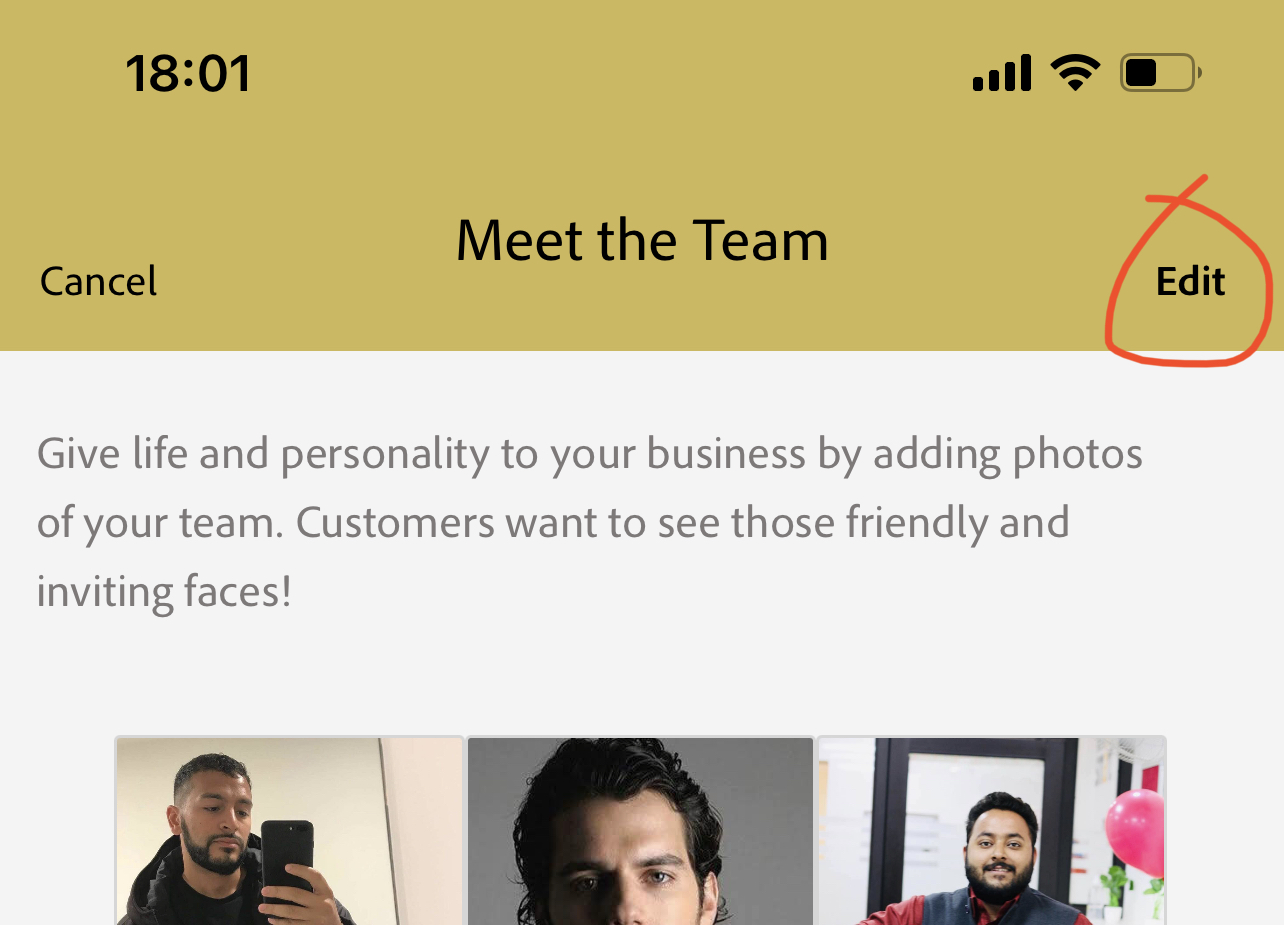 18:01
Meet the Team
Cancel
Edit
Give life and personality to your business by adding photos
of your team. Customers want to see those friendly and
inviting faces!